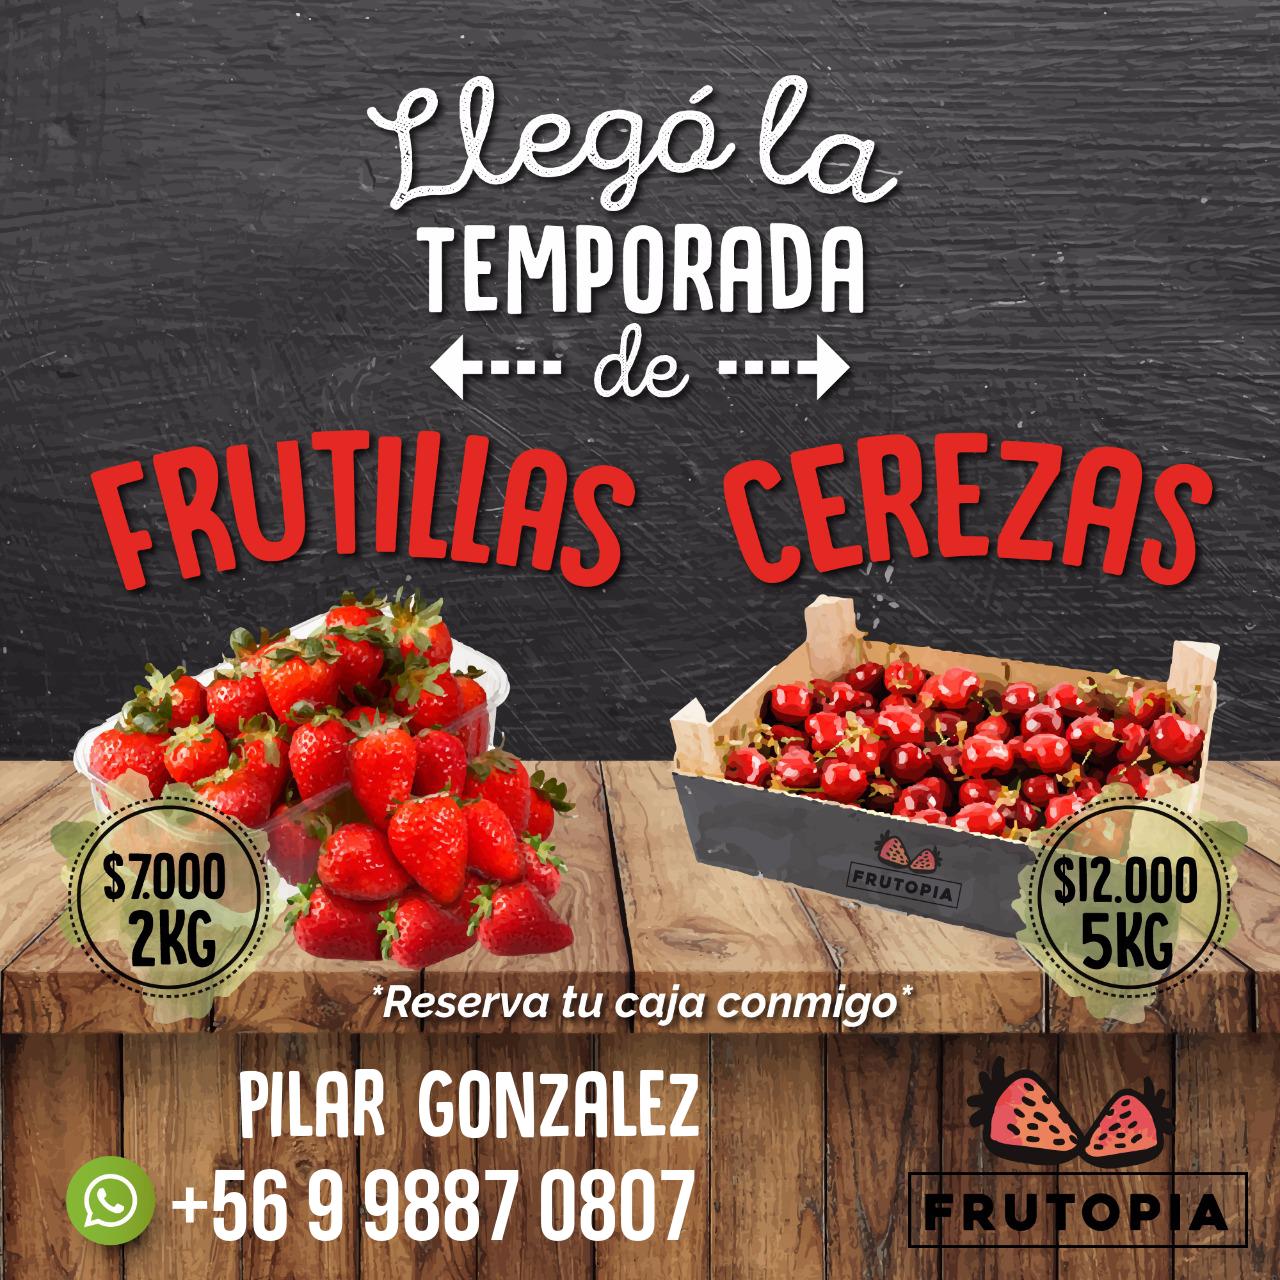 Llegó la
TEMPORADA
de
FRUTILLAS CEREZAS
FRUTOPIA
$7.000
2KG
$12.000
5KG
*Reserva tu caja conmigo*
PILAR GONZALEZ
+56 9 9887 0807
FRUTOPIA